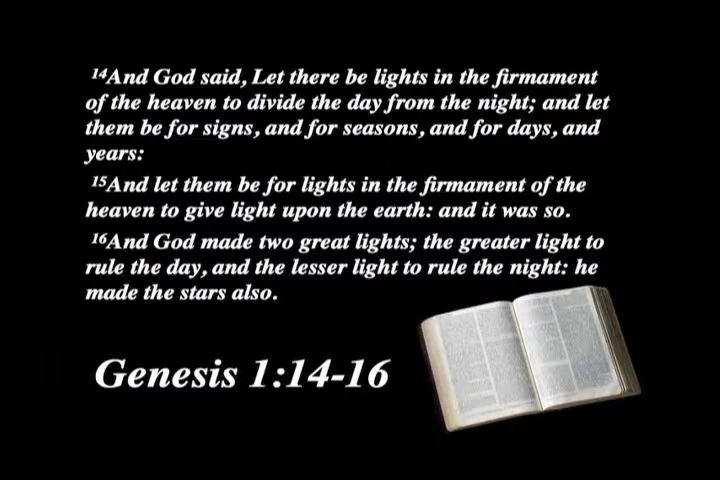 ¹⁴And God said, Let there be lights in the firmament
of the heaven to divide the day from the night; and let
them be for signs, and for seasons, and for days, and
years:
¹⁵And let them be for lights in the firmament of the
heaven to give light upon the earth: and it was so.
¹⁶And God made two great lights; the greater light to
rule the day, and the lesser light to rule the night: he
made the stars also.
Genesis 1:14-16